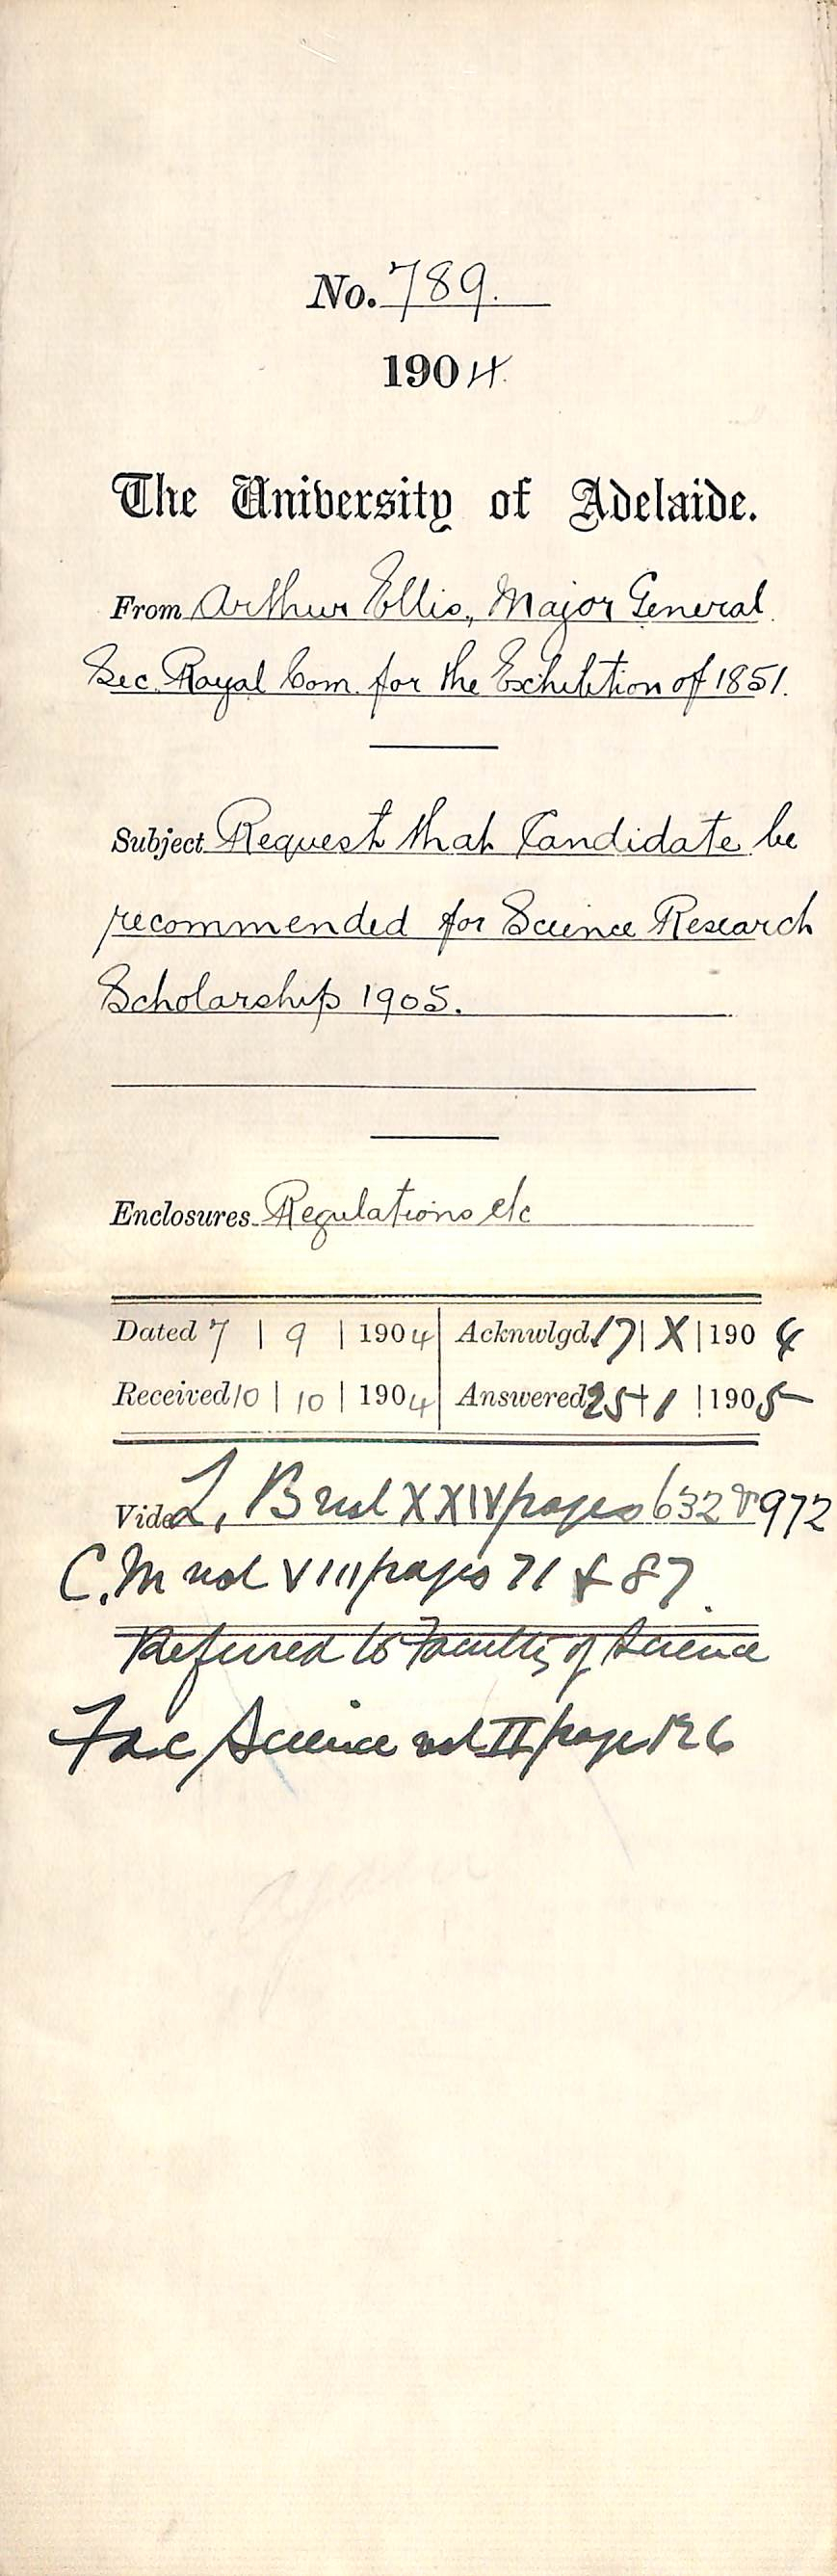 No. 789.
1904.
The University of Adelaide.
From Arthur Ellis, Major General
Sec. Royal Com. for the Exhibition of 1851.
Subject Request that Candidate be
recommended for Science Research
Scholarship 1905.
Enclosures Regulations etc
Dated 7 | 9 | 1904 Acknwlgd 17 | X | 1904
Received 10 | 10 | 1904 Answered 25 | 1 | 1905
Vide L, B vol XXIV pages 632 & 972
C.M vol VIII pages 71 & 87.
Referred to Faculty of Science
Fac Science vol II page 126